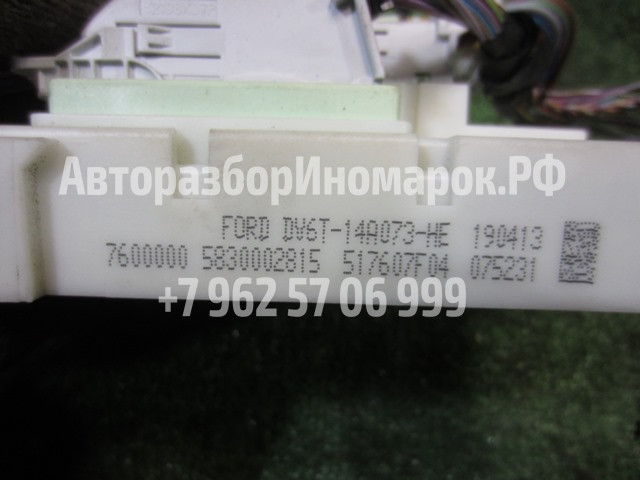 АвторазборИномарок.РФ
FORD DV6T-14A073-HE 190413
7600000 5830002815 517607F04 075231
+7 962 57 06 999